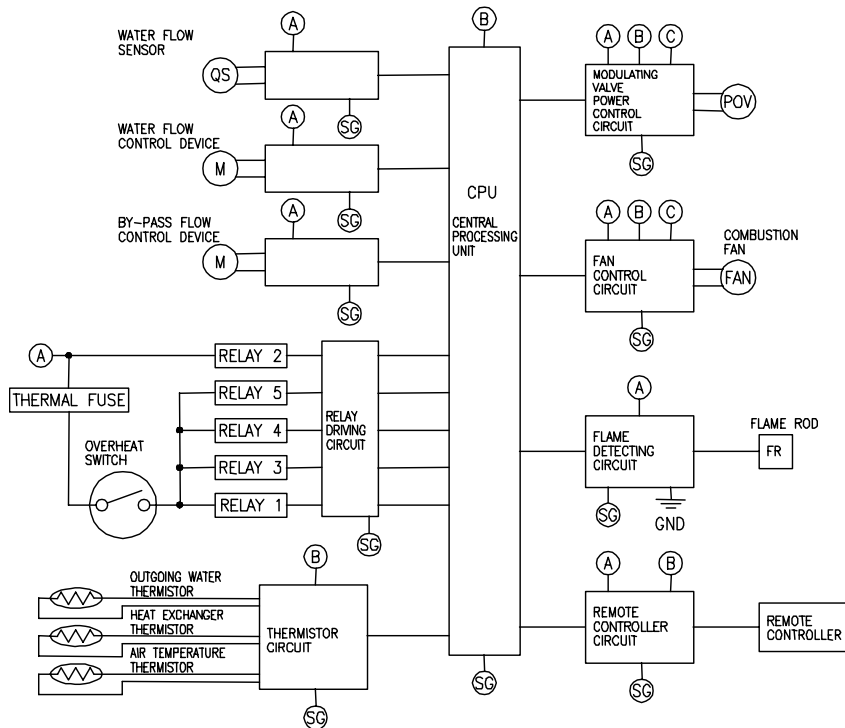 WATER FLOW
SENSOR
A
QS
SG
WATER FLOW
CONTROL DEVICE
A
M
SG
BY-PASS FLOW
CONTROL DEVICE
A
M
SG
A
THERMAL FUSE
OVERHEAT
SWITCH
RELAY 2
RELAY 5
RELAY 4
RELAY 3
RELAY 1
RELAY
DRIVING
CIRCUIT
SG
OUTGOING WATER
THERMISTOR
HEAT EXCHANGER
THERMISTOR
AIR TEMPERATURE
THERMISTOR
B
THERMISTOR
CIRCUIT
SG
B
CPU
CENTRAL
PROCESSING
UNIT
SG
A B C
MODULATING
VALVE
POWER
CONTROL
CIRCUIT
POV
SG
A B C
FAN
CONTROL
CIRCUIT
COMBUSTION
FAN
FAN
SG
A
FLAME
DETECTING
CIRCUIT
FLAME ROD
FR
SG
GND
A B
REMOTE
CONTROLLER
CIRCUIT
REMOTE
CONTROLLER
SG